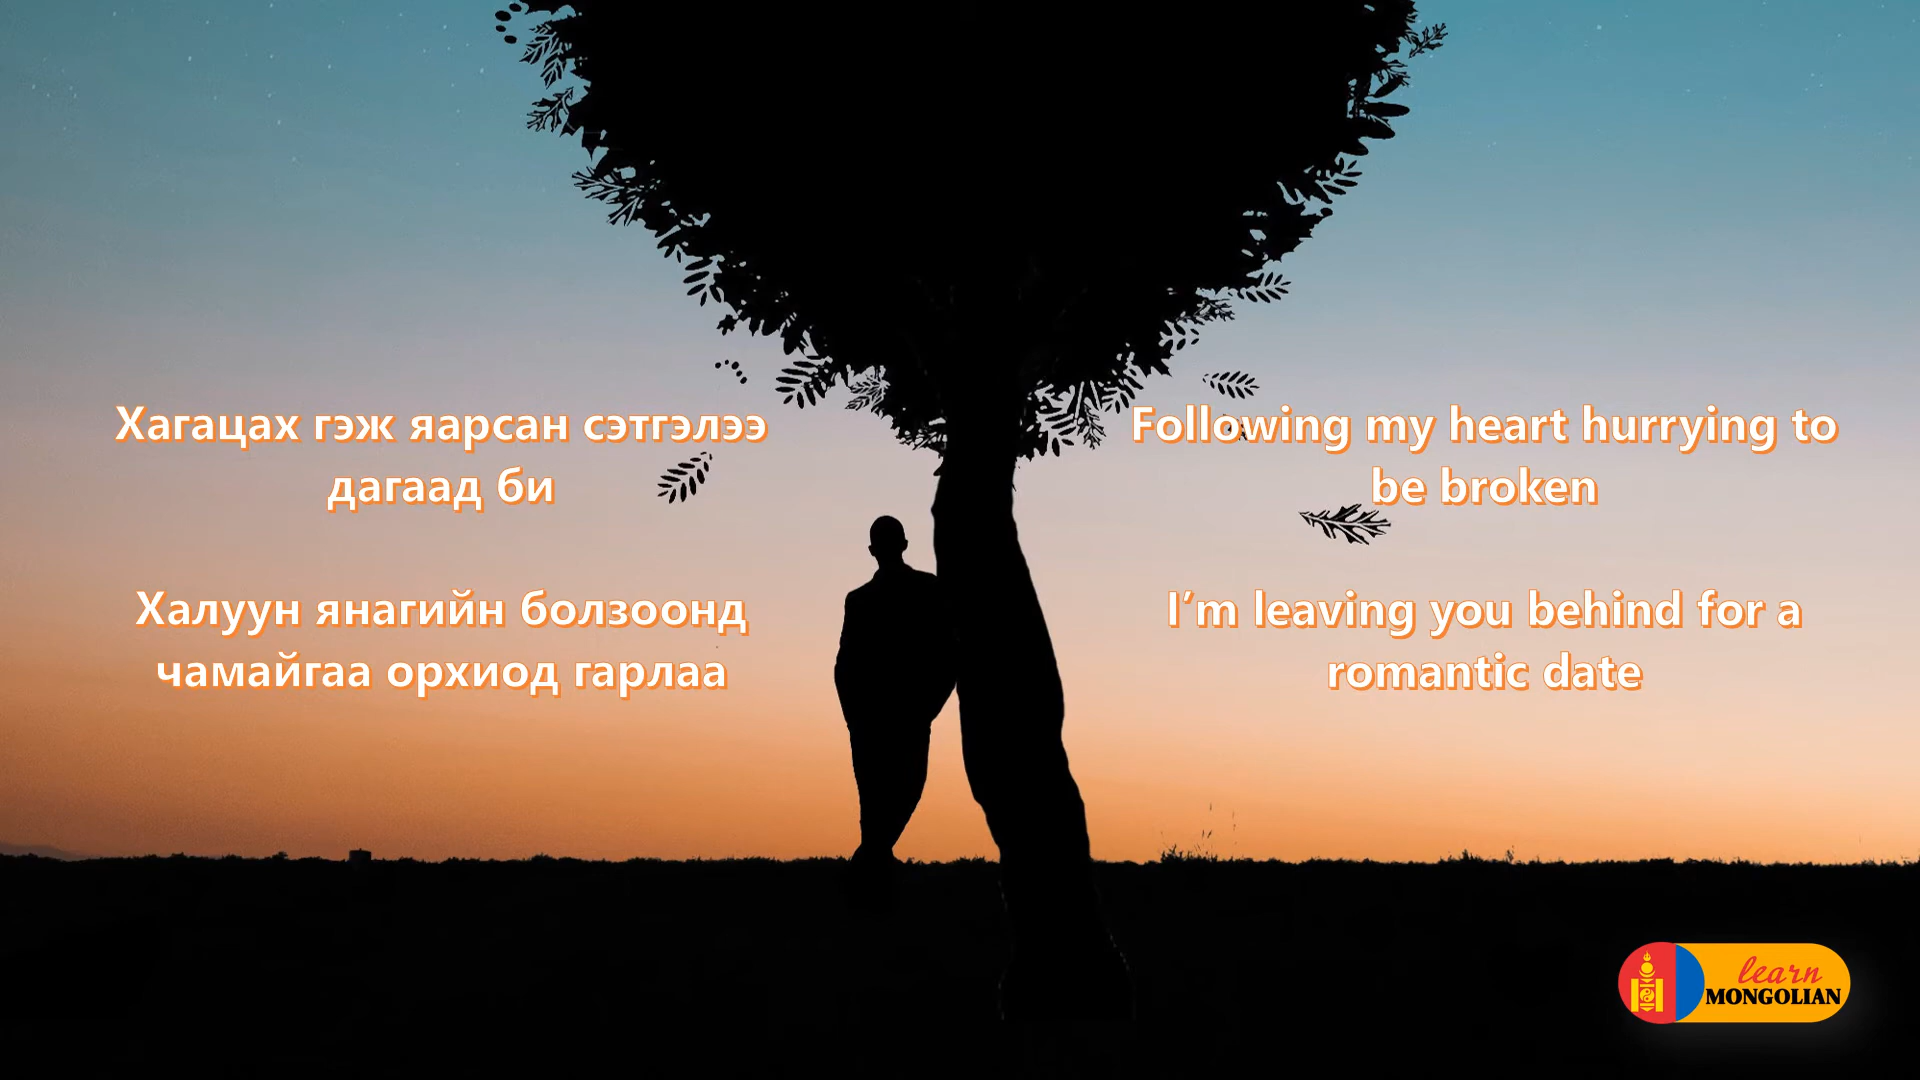 Хагацах гэж яарсан сэтгэлээ
дагаад би
Халуун янагийн болзоонд
чамайгаа орхиод гарлаа
Following my heart hurrying to
be broken
I’m leaving you behind for a
romantic date
learn
MONGOLIAN